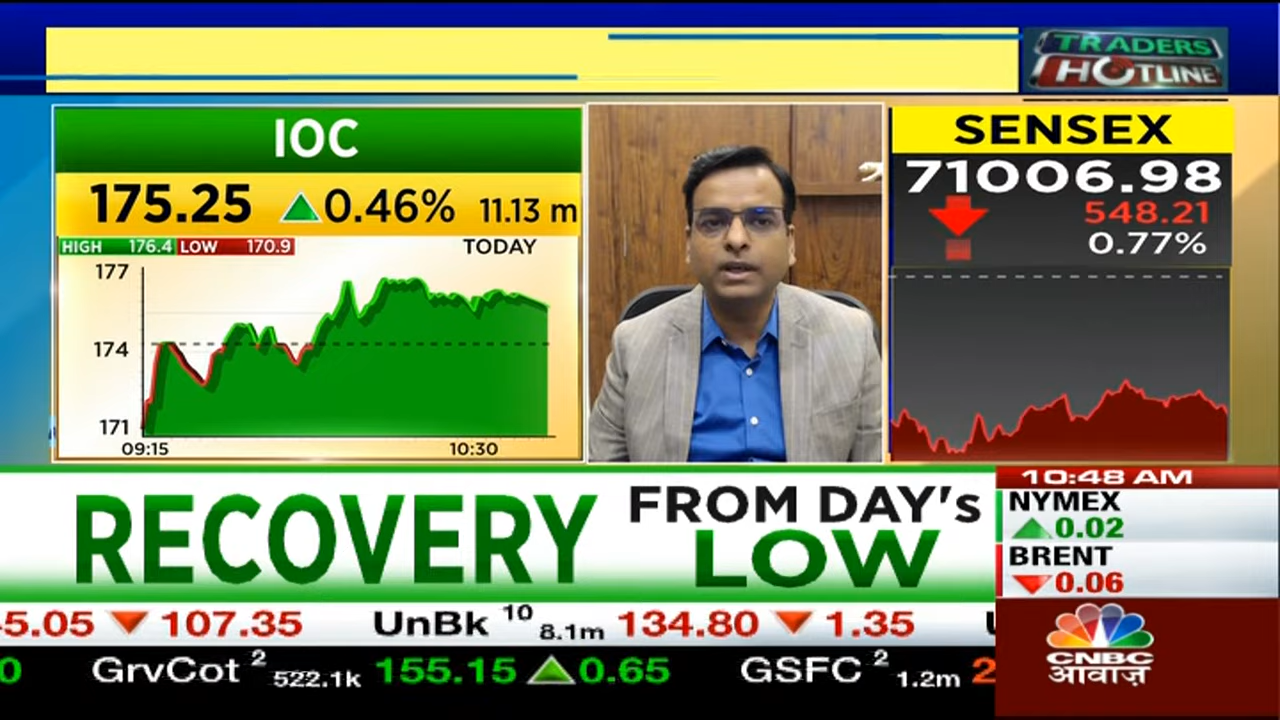 TRADERS
HOTLINE
IOC
175.25 ▲ 0.46% 11.13 m
HIGH 176.4 LOW 170.9 TODAY
177
174
171
09:15 10:30
SENSEX
71006.98
548.21
0.77%
RECOVERY FROM DAY's LOW
10:48 AM
NYMEX
▲ 0.02
BRENT
▼ 0.06
5.05 ▼ 107.35 UnBk 10 8.1m 134.80 ▼ 1.35
0 GrvCot 2 522.1k 155.15 ▲ 0.65 GSFC 2 1.2m 2
CNBC
आवाज़